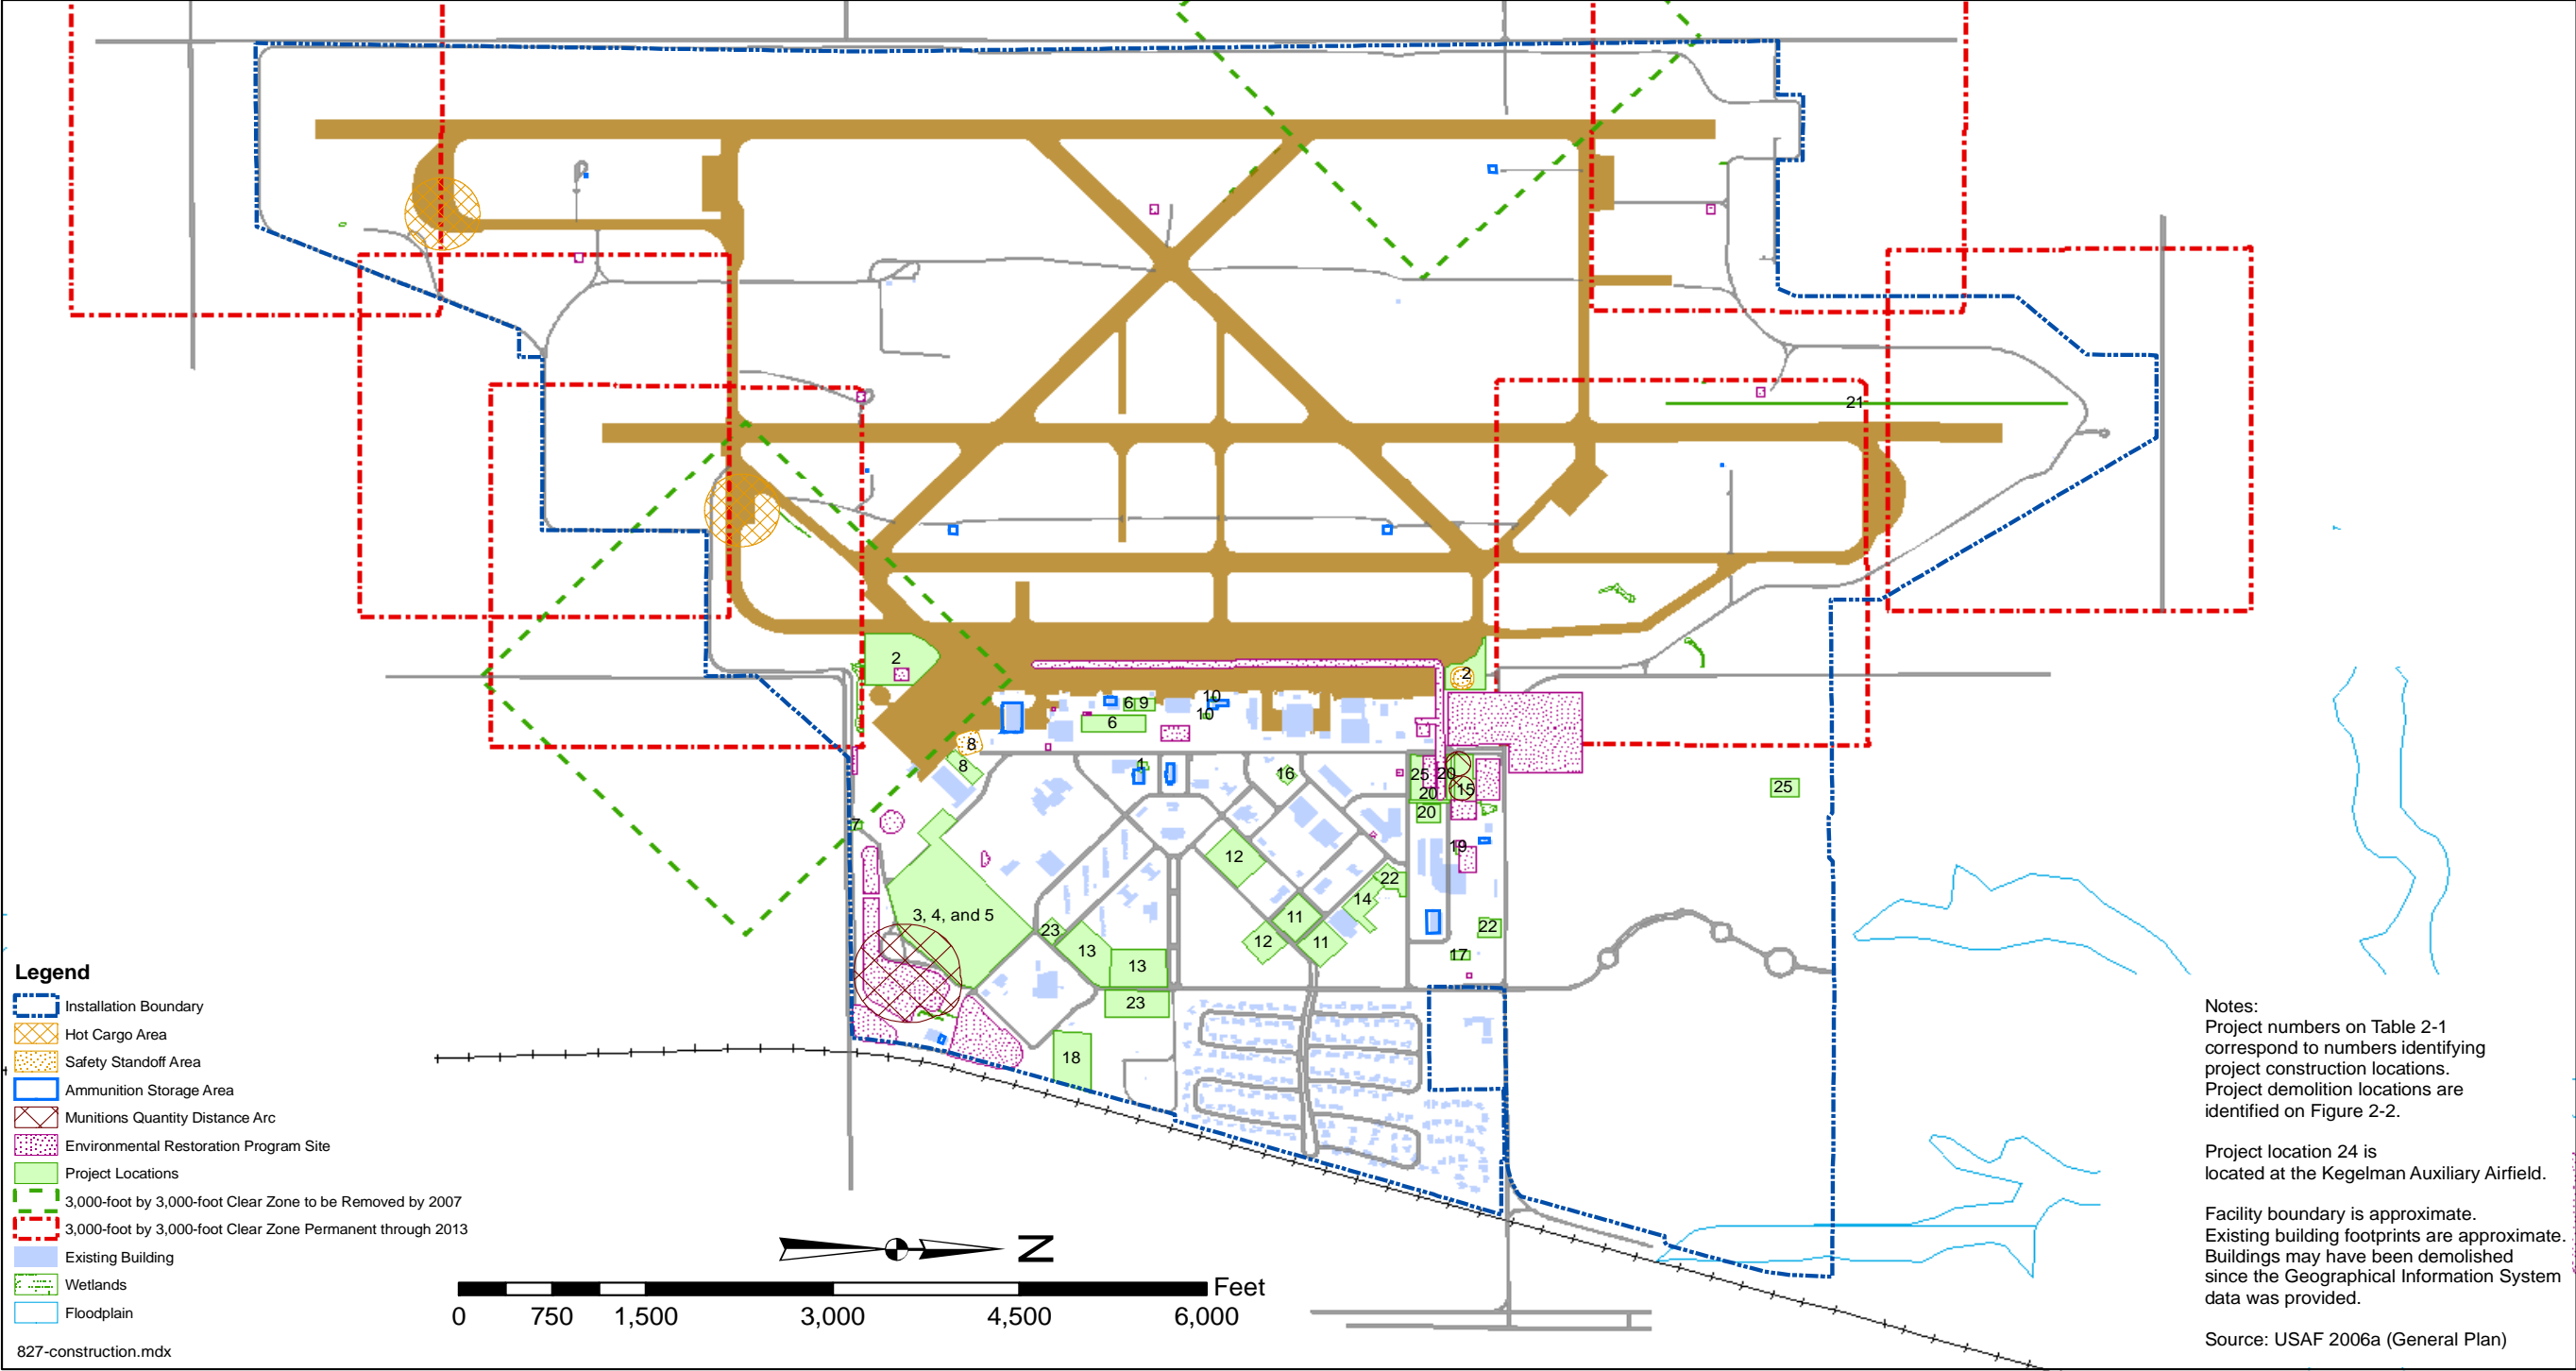 21
2
2
10
6 9
10
6
8
8
1
16
25
20
15
20
25
20
7
19
12
22
14
3, 4, and 5
11
22
23
12
11
13
17
13
23
18
Legend
Installation Boundary
Hot Cargo Area
Safety Standoff Area
Ammunition Storage Area
Munitions Quantity Distance Arc
Environmental Restoration Program Site
Project Locations
3,000-foot by 3,000-foot Clear Zone to be Removed by 2007
3,000-foot by 3,000-foot Clear Zone Permanent through 2013
Existing Building
Wetlands
Floodplain
827-construction.mdx
N
Feet
0 750 1,500 3,000 4,500 6,000
Notes:
Project numbers on Table 2-1
correspond to numbers identifying
project construction locations.
Project demolition locations are
identified on Figure 2-2.
Project location 24 is
located at the Kegelman Auxiliary Airfield.
Facility boundary is approximate.
Existing building footprints are approximate.
Buildings may have been demolished
since the Geographical Information System
data was provided.
Source: USAF 2006a (General Plan)